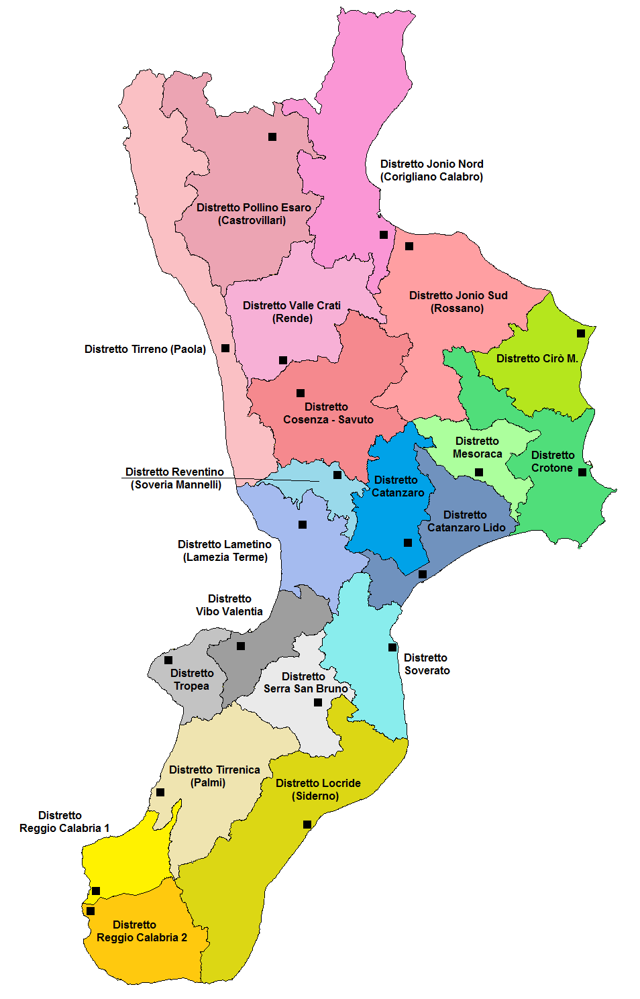 Distretto Jonio Nord
(Corigliano Calabro)
Distretto Pollino Esaro
(Castrovillari)
Distretto Jonio Sud
(Rossano)
Distretto Valle Crati
(Rende)
Distretto Tirreno (Paola)
Distretto Cirò M.
Distretto
Cosenza - Savuto
Distretto
Mesoraca
Distretto
Crotone
Distretto Reventino
(Soveria Mannelli)
Distretto
Catanzaro
Distretto
Catanzaro Lido
Distretto Lametino
(Lamezia Terme)
Distretto
Vibo Valentia
Distretto
Soverato
Distretto
Tropea
Distretto
Serra San Bruno
Distretto Tirrenica
(Palmi)
Distretto Locride
(Siderno)
Distretto
Reggio Calabria 1
Distretto
Reggio Calabria 2